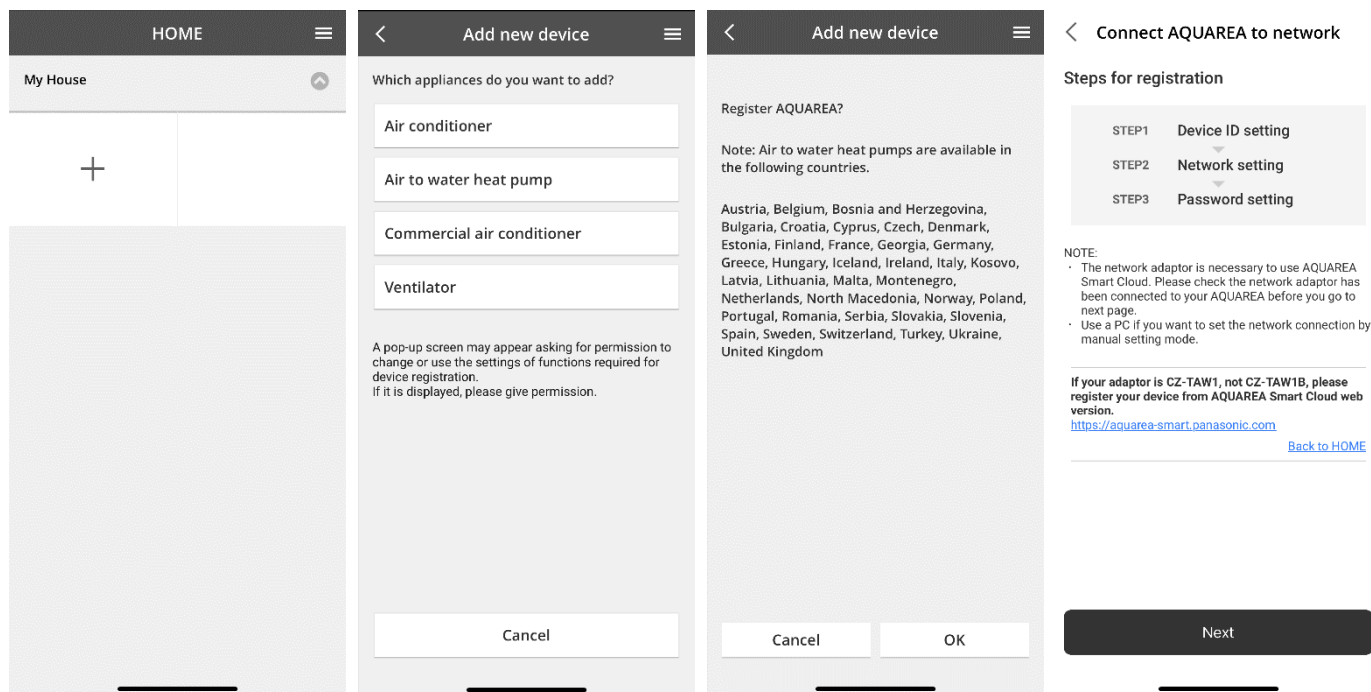 HOME
My House
Add new device
Which appliances do you want to add?
Air conditioner
Air to water heat pump
Commercial air conditioner
Ventilator
A pop-up screen may appear asking for permission to
change or use the settings of functions required for
device registration.
If it is displayed, please give permission.
Cancel
Add new device
Register AQUAREA?
Note: Air to water heat pumps are available in
the following countries.
Austria, Belgium, Bosnia and Herzegovina,
Bulgaria, Croatia, Cyprus, Czech, Denmark,
Estonia, Finland, France, Georgia, Germany,
Greece, Hungary, Iceland, Ireland, Italy, Kosovo,
Latvia, Lithuania, Malta, Montenegro,
Netherlands, North Macedonia, Norway, Poland,
Portugal, Romania, Serbia, Slovakia, Slovenia,
Spain, Sweden, Switzerland, Turkey, Ukraine,
United Kingdom
Cancel OK
Connect AQUAREA to network
Steps for registration
STEP1 Device ID setting
STEP2 Network setting
STEP3 Password setting
NOTE:
· The network adaptor is necessary to use AQUAREA
Smart Cloud. Please check the network adaptor has
been connected to your AQUAREA before you go to
next page.
· Use a PC if you want to set the network connection by
manual setting mode.
If your adaptor is CZ-TAW1, not CZ-TAW1B, please
register your device from AQUAREA Smart Cloud web
version.
https://aquarea-smart.panasonic.com
Back to HOME
Next